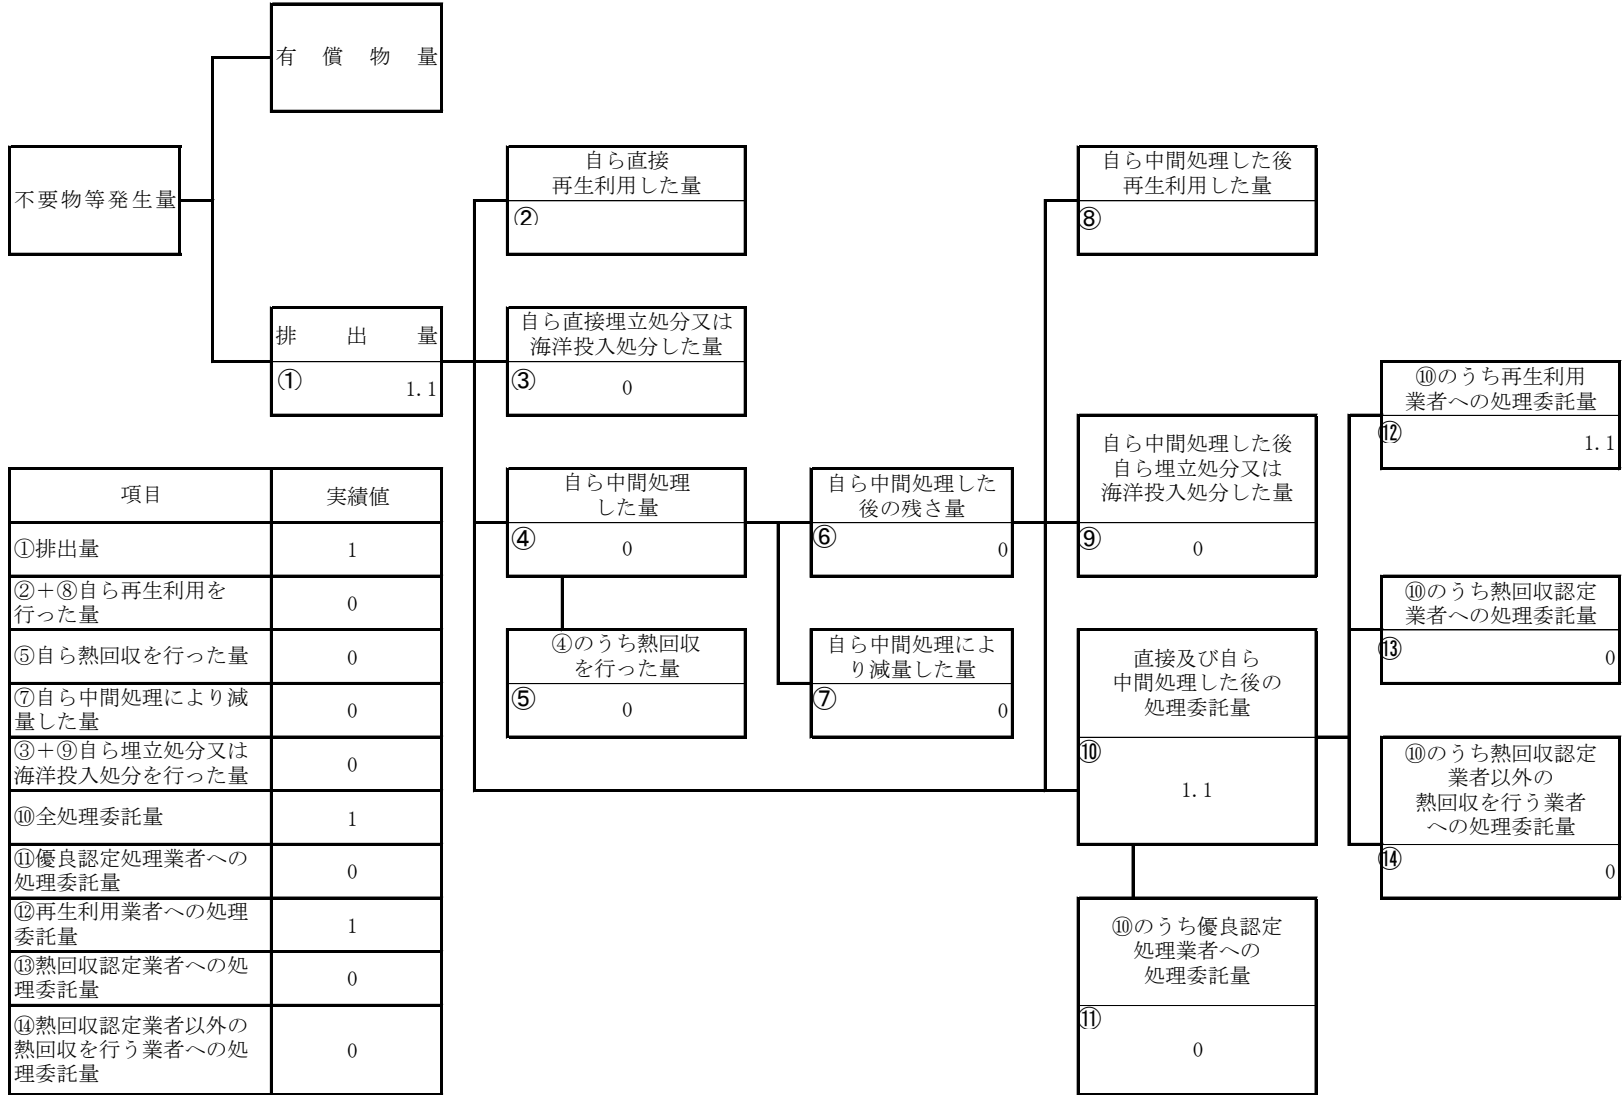 有償物量
不要物等発生量
排出量
①
1.1
自ら直接
再生利用した量
②
自ら直接埋立処分又は
海洋投入処分した量
③
0
自ら中間処理
した量
④
0
④のうち熱回収
を行った量
⑤
0
自ら中間処理した
後の残さ量
⑥
0
自ら中間処理によ
り減量した量
⑦
0
自ら中間処理した後
再生利用した量
⑧
自ら中間処理した後
自ら埋立処分又は
海洋投入処分した量
⑨
0
直接及び自ら
中間処理した後の
処理委託量
⑩
1.1
⑩のうち優良認定
処理業者への
処理委託量
⑪
0
⑩のうち再生利用
業者への処理委託量
⑫
1.1
⑩のうち熱回収認定
業者への処理委託量
⑬
0
⑩のうち熱回収認定
業者以外の
熱回収を行う業者
への処理委託量
⑭
0
項目 実績値
①排出量 1
②+⑧自ら再生利用を
行った量 0
⑤自ら熱回収を行った量 0
⑦自ら中間処理により減
量した量 0
③+⑨自ら埋立処分又は
海洋投入処分を行った量 0
⑩全処理委託量 1
⑪優良認定処理業者への
処理委託量 0
⑫再生利用業者への処理
委託量 1
⑬熱回収認定業者への処
理委託量 0
⑭熱回収認定業者以外の
熱回収を行う業者への処
理委託量 0